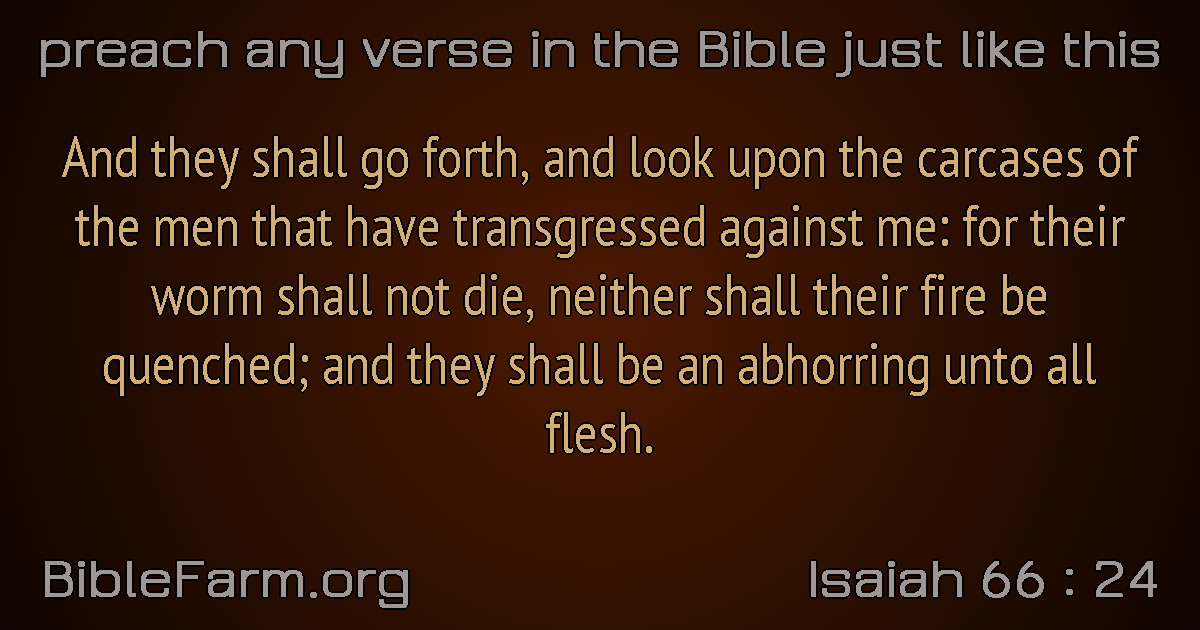 preach any verse in the Bible just like this
And they shall go forth, and look upon the carcases of
the men that have transgressed against me: for their
worm shall not die, neither shall their fire be
quenched; and they shall be an abhorring unto all
flesh.
BibleFarm.org
Isaiah 66 : 24